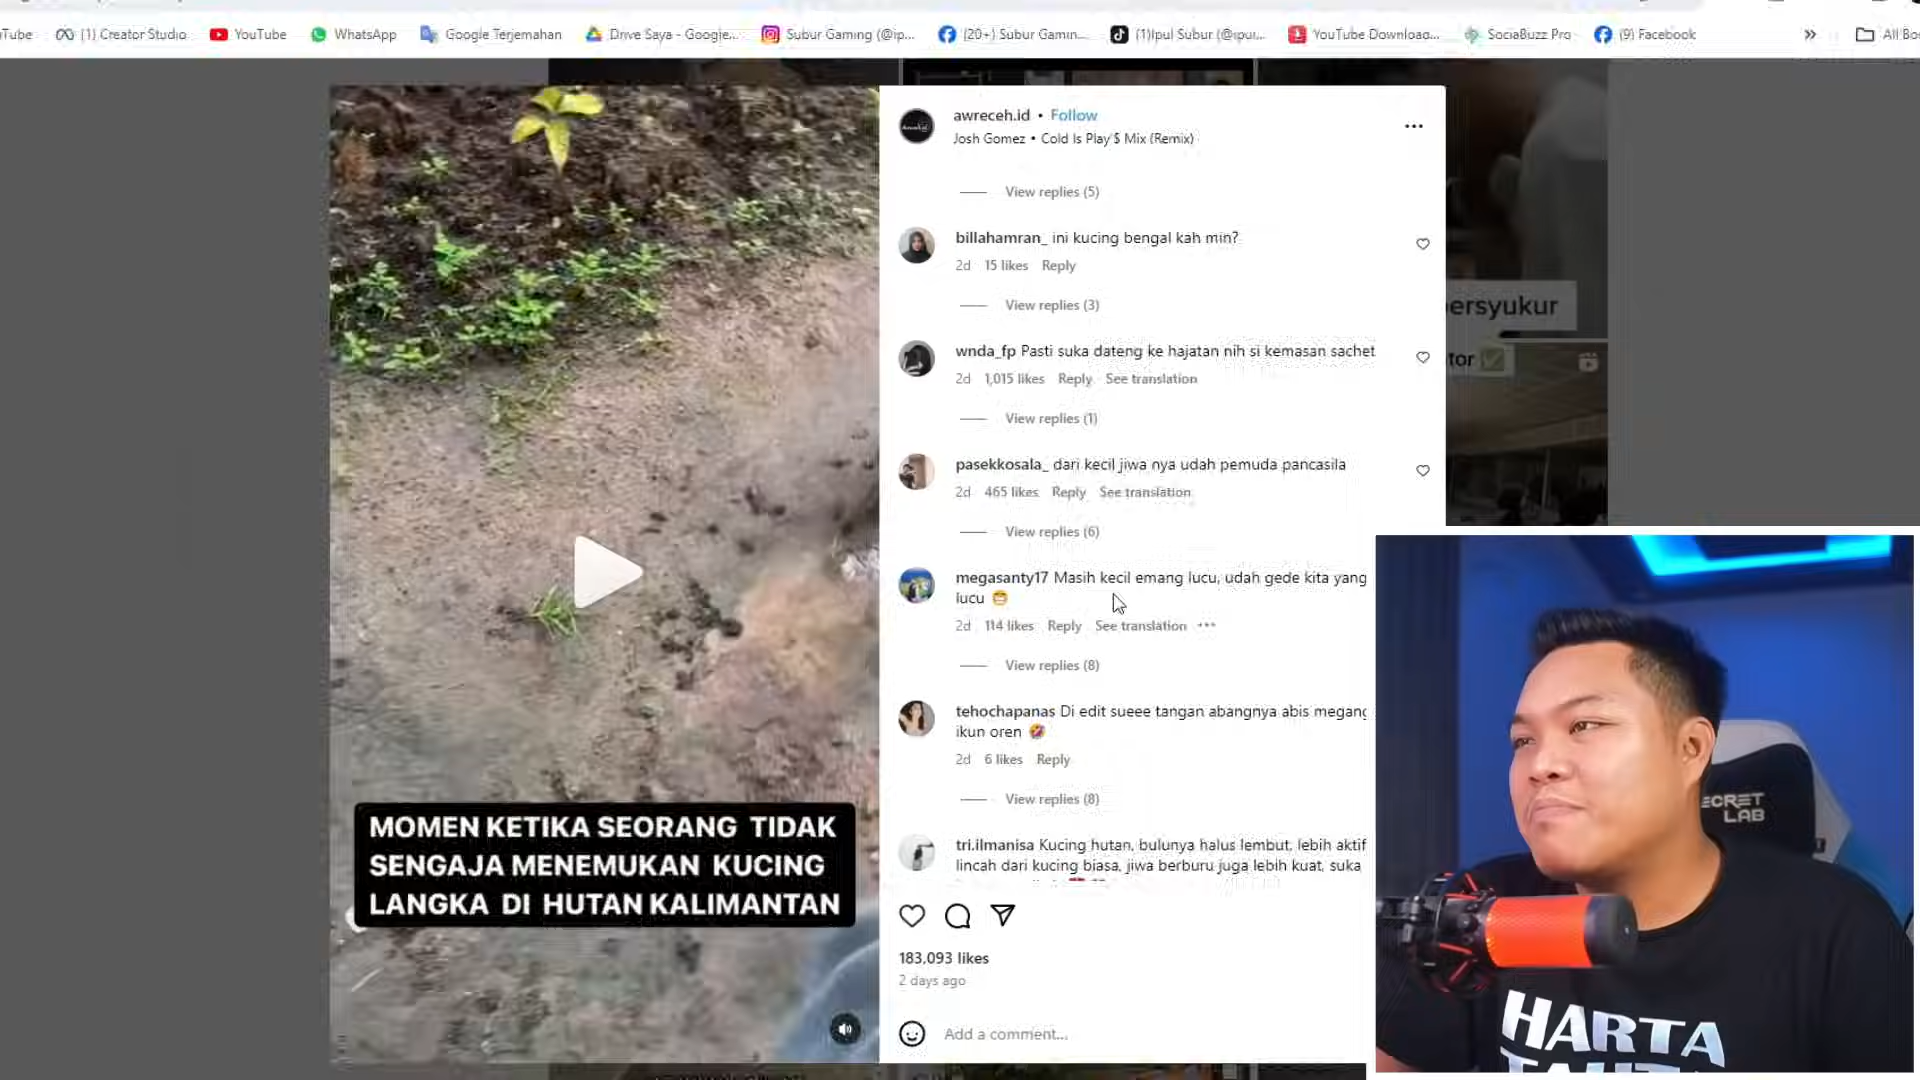 (1) Creator Studio
YouTube
WhatsApp
Google Terjemahan
Drive Saya - Google...
Subur Gaming (@ip...
(20+) Subur Gamin...
(1)Ipul Subur (@ipui...
YouTube Downloao...
SociaBuzz Pro
(9) Facebook
»
All Bo
awreceh.id • Follow
Josh Gomez • Cold Is Play $ Mix (Remix)
View replies (5)
billahamran_ ini kucing bengal kah min?
2d 15 likes Reply
View replies (3)
wnda_fp Pasti suka dateng ke hajatan nih si kemasan sachet
2d 1,015 likes Reply See translation
View replies (1)
pasekkosala_ dari kecil jiwa nya udah pemuda pancasila
2d 465 likes Reply See translation
View replies (6)
megasanty17 Masih kecil emang lucu, udah gede kita yang
lucu 😁
2d 114 likes Reply See translation
View replies (8)
tehochapanas Di edit sueee tangan abangnya abis megang
ikun oren 🤣
2d 6 likes Reply
View replies (8)
tri.ilmanisa Kucing hutan, bulunya halus lembut, lebih aktif
lincah dari kucing biasa, jiwa berburu juga lebih kuat, suka
183,093 likes
2 days ago
Add a comment...
MOMEN KETIKA SEORANG TIDAK
SENGAJA MENEMUKAN KUCING
LANGKA DI HUTAN KALIMANTAN
ersyukur
tor ✅
ECRET
LAB
HARTA